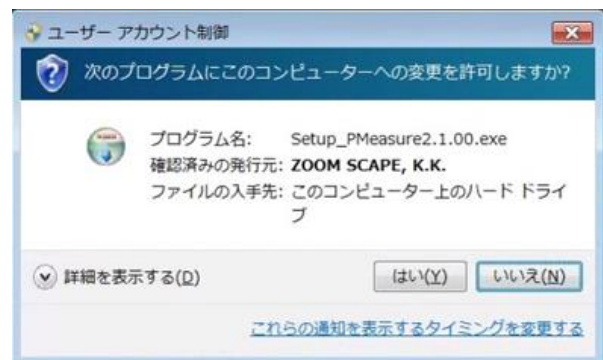 ユーザー アカウント制御
次のプログラムにこのコンピューターへの変更を許可しますか?
プログラム名: Setup_PMeasure2.1.00.exe
確認済みの発行元: ZOOM SCAPE, K.K.
ファイルの入手先: このコンピューター上のハード ドライ
ブ
詳細を表示する(D)
はい(Y)
いいえ(N)
これらの通知を表示するタイミングを変更する